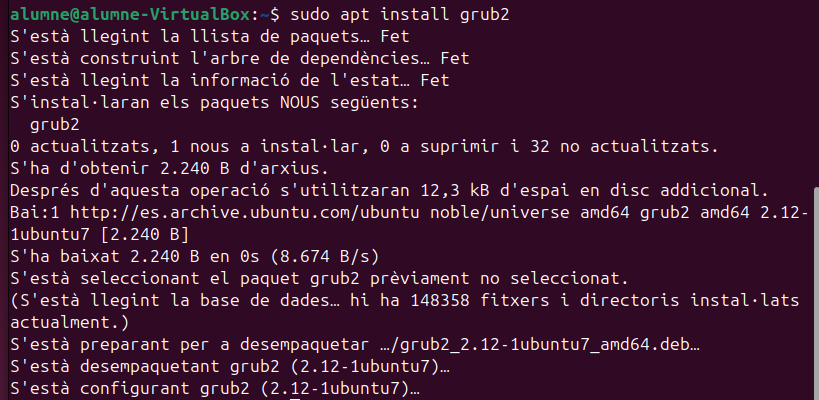 alumne@alumne-VirtualBox:~$ sudo apt install grub2
S'està llegint la llista de paquets… Fet
S'està construint l'arbre de dependències… Fet
S'està llegint la informació de l'estat… Fet
S'instal·laran els paquets NOUS següents:
  grub2
0 actualitzats, 1 nous a instal·lar, 0 a suprimir i 32 no actualitzats.
S'ha d'obtenir 2.240 B d'arxius.
Després d'aquesta operació s'utilitzaran 12,3 kB d'espai en disc addicional.
Bai:1 http://es.archive.ubuntu.com/ubuntu noble/universe amd64 grub2 amd64 2.12-
1ubuntu7 [2.240 B]
S'ha baixat 2.240 B en 0s (8.674 B/s)
S'està seleccionant el paquet grub2 prèviament no seleccionat.
(S'està llegint la base de dades… hi ha 148358 fitxers i directoris instal·lats
actualment.)
S'està preparant per a desempaquetar …/grub2_2.12-1ubuntu7_amd64.deb…
S'està desempaquetant grub2 (2.12-1ubuntu7)…
S'està configurant grub2 (2.12-1ubuntu7)…